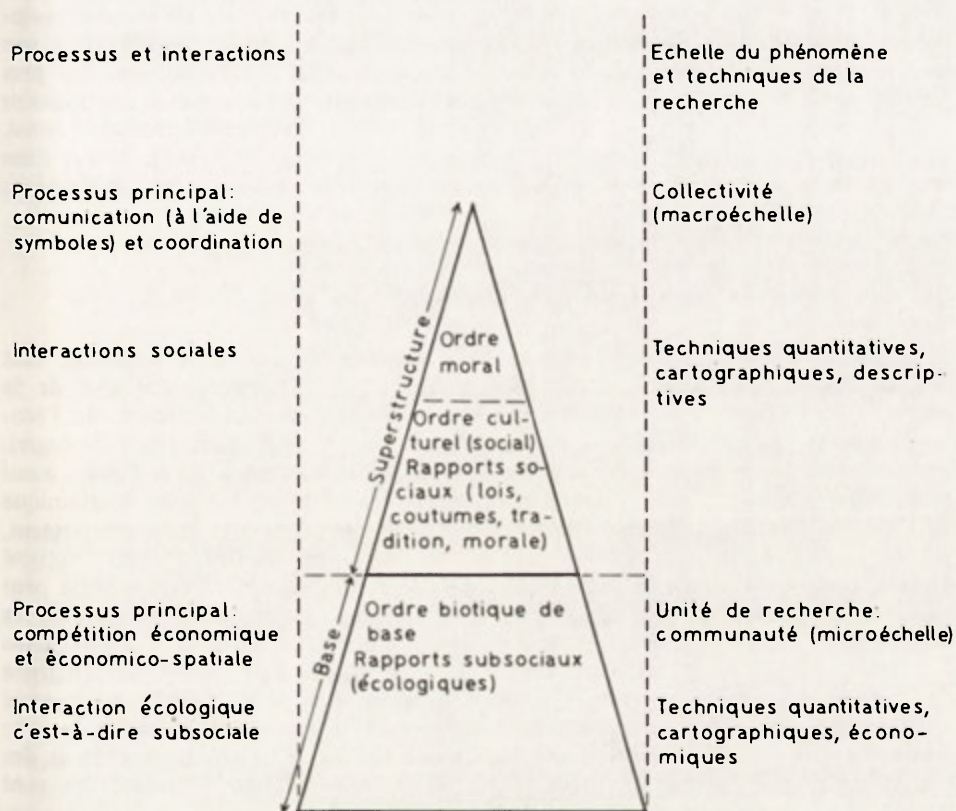 Processus et interactions
Processus principal:
comunication (à l'aide de
symboles) et coordination
Interactions sociales
Processus principal:
compétition économique
et èconomico-spatiale
Interaction écologique
c'est-à-dire subsociale
Superstructure
Base
Ordre
moral
Ordre cul-
turel (social)
Rapports so-
ciaux (lois,
coutumes, tra-
dition, morale)
Ordre biotique de
base
Rapports subsociaux
(écologiques)
Echelle du phénomène
et techniques de la
recherche
Collectivité
(macroéchelle)
Techniques quantitatives,
cartographiques, descrip-
tives
Unité de recherche:
communauté (microéchelle)
Techniques quantitatives,
cartographiques, écono-
miques